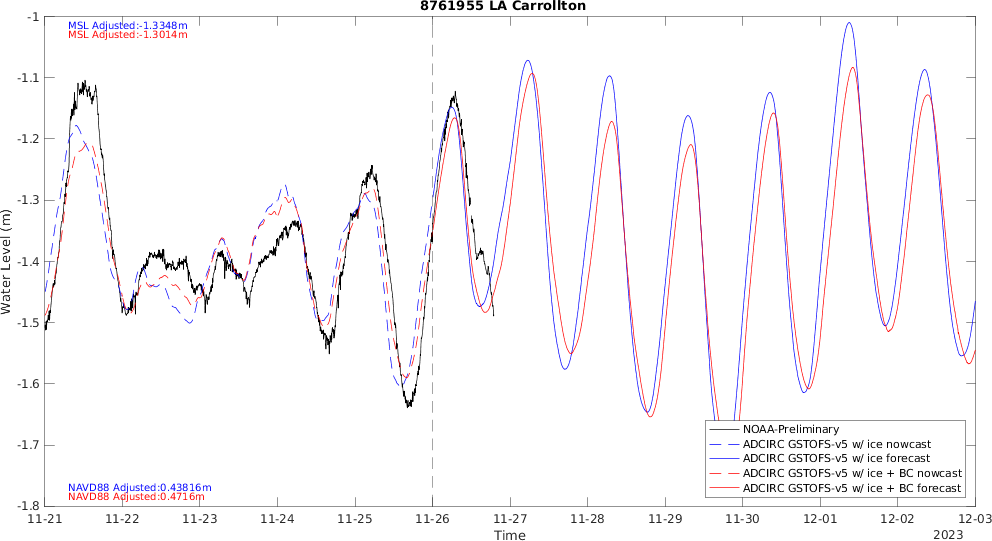 8761955 LA Carrollton
-1
MSL Adjusted:-1.3348m
MSL Adjusted:-1.3014m
-1.1
-1.2
-1.3
-1.4
-1.5
-1.6
-1.7
-1.8
Water Level (m)
NOAA-Preliminary
ADCIRC GSTOFS-v5 w/ ice nowcast
ADCIRC GSTOFS-v5 w/ ice forecast
ADCIRC GSTOFS-v5 w/ ice + BC nowcast
ADCIRC GSTOFS-v5 w/ ice + BC forecast
NAVD88 Adjusted:0.43816m
NAVD88 Adjusted:0.4716m
11-21 11-22 11-23 11-24 11-25 11-26 11-27 11-28 11-29 11-30 12-01 12-02 12-03
Time
2023